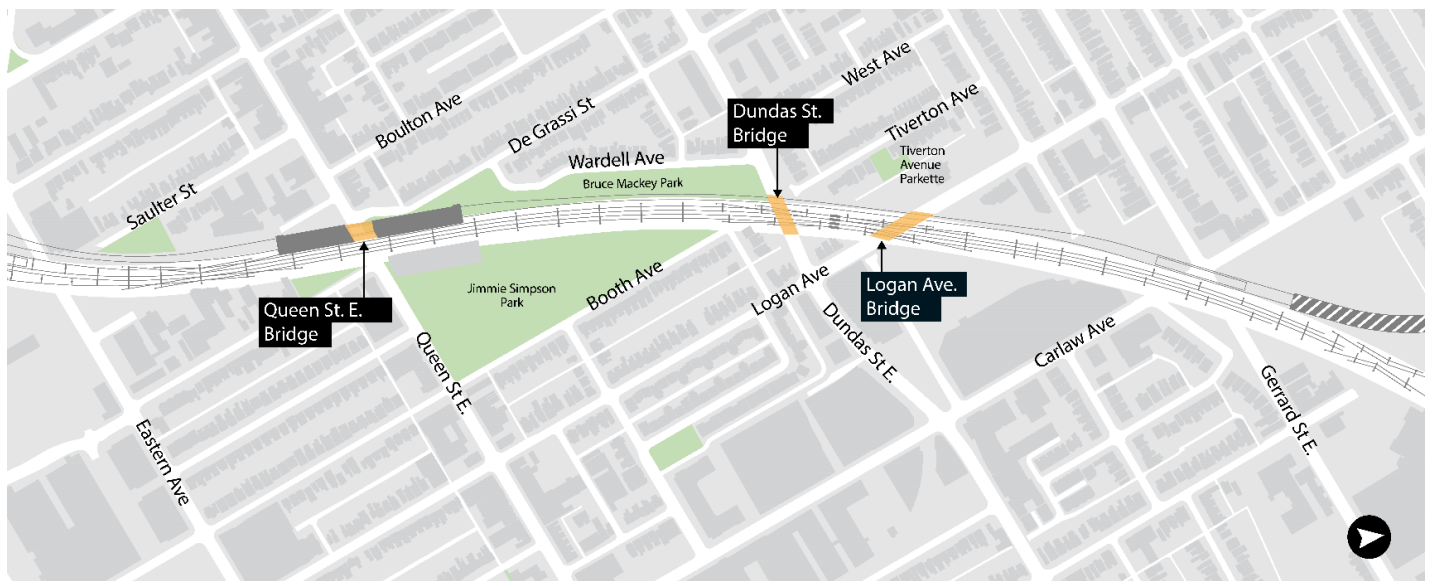 West Ave
Boulton Ave
De Grassi St
Dundas St.
Bridge
Tiverton Ave
Tiverton
Avenue
Parkette
Wardell Ave
Bruce Mackey Park
Saulter St
Jimmie Simpson
Park
Booth Ave
Logan Ave
Logan Ave.
Bridge
Queen St. E.
Bridge
Queen St E.
Dundas St E.
Carlaw Ave
Gerrard St E.
Eastern Ave